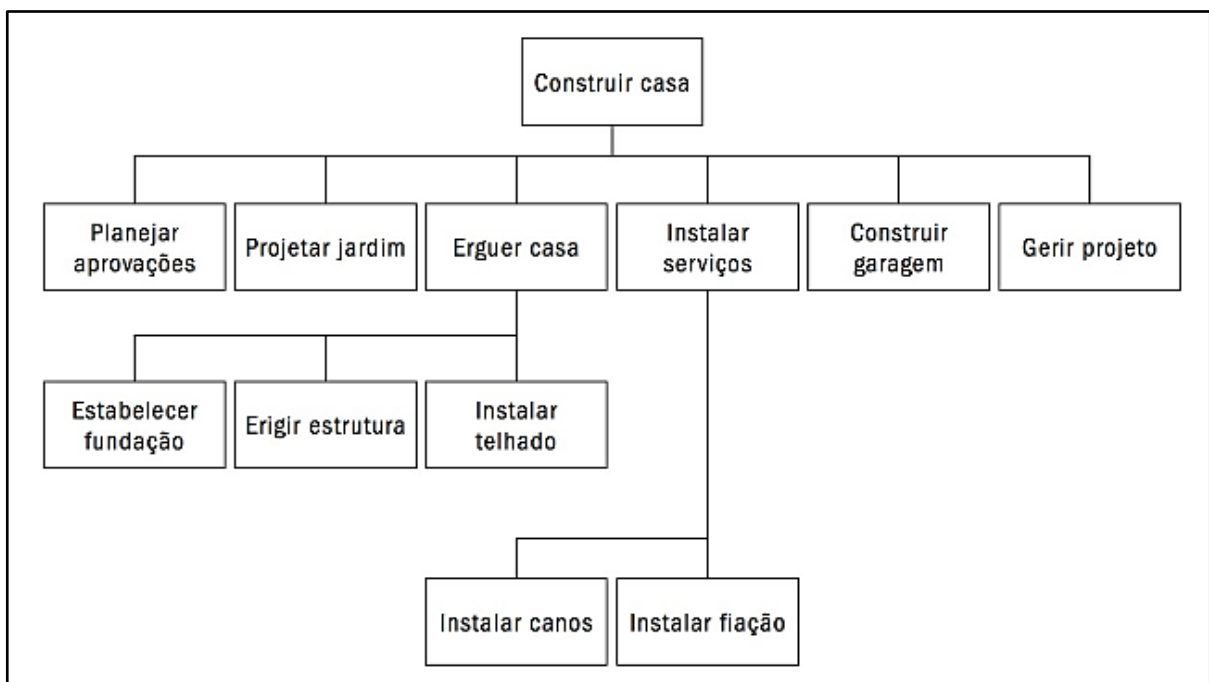 Construir casa
Planejar
aprovações
Projetar jardim
Erguer casa
Instalar
serviços
Construir
garagem
Gerir projeto
Estabelecer
fundação
Erigir estrutura
Instalar
telhado
Instalar canos
Instalar fiação